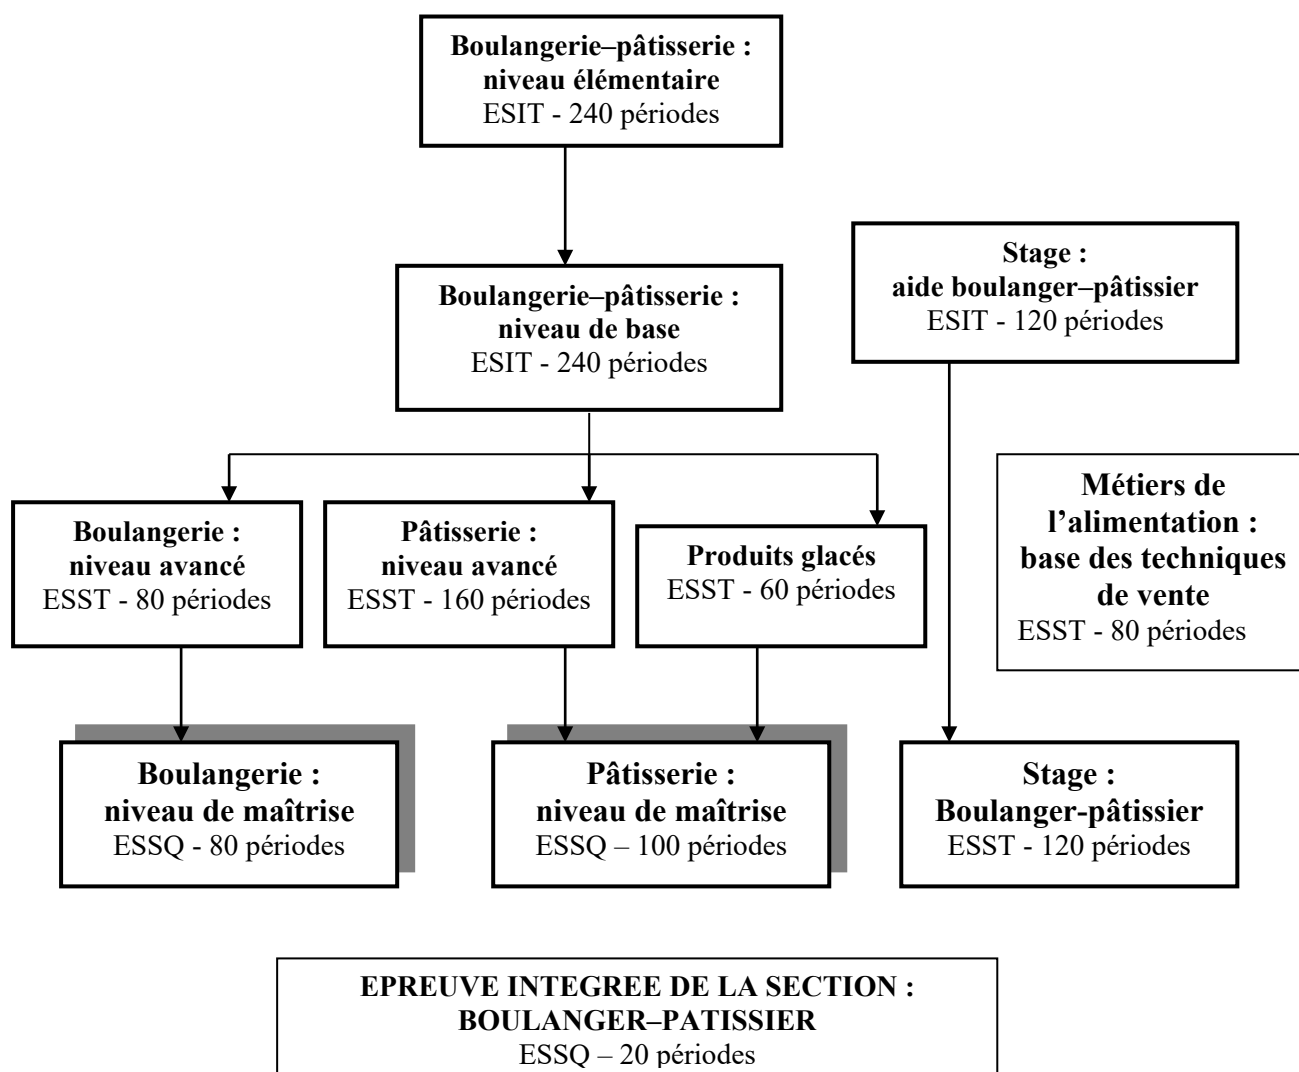 Boulangerie–pâtisserie :
niveau élémentaire
ESIT - 240 périodes
Stage :
aide boulanger–pâtissier
ESIT - 120 périodes
Boulangerie–pâtisserie :
niveau de base
ESIT - 240 périodes
Boulangerie :
niveau avancé
ESST - 80 périodes
Pâtisserie :
niveau avancé
ESST - 160 périodes
Produits glacés
ESST - 60 périodes
Métiers de
l’alimentation :
base des techniques
de vente
ESST - 80 périodes
Boulangerie :
niveau de maîtrise
ESSQ - 80 périodes
Pâtisserie :
niveau de maîtrise
ESSQ – 100 périodes
Stage :
Boulanger-pâtissier
ESST - 120 périodes
EPREUVE INTEGREE DE LA SECTION :
BOULANGER–PATISSIER
ESSQ – 20 périodes